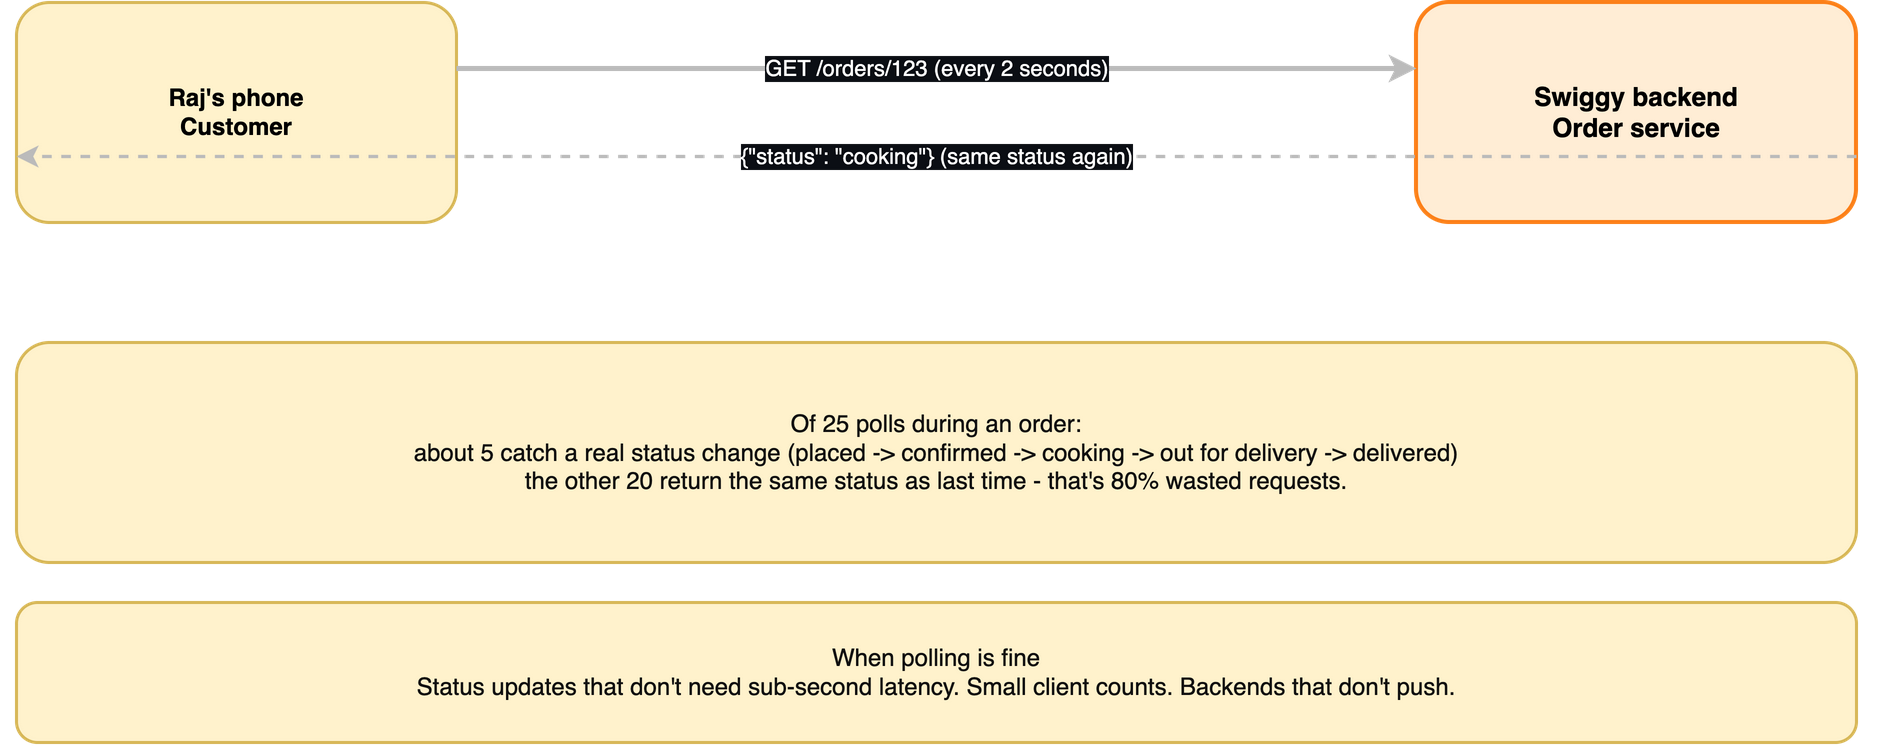 Raj's phone
Customer
GET /orders/123 (every 2 seconds)
{"status": "cooking"} (same status again)
Swiggy backend
Order service
Of 25 polls during an order:
about 5 catch a real status change (placed -> confirmed -> cooking -> out for delivery -> delivered)
the other 20 return the same status as last time - that's 80% wasted requests.
When polling is fine
Status updates that don't need sub-second latency. Small client counts. Backends that don't push.